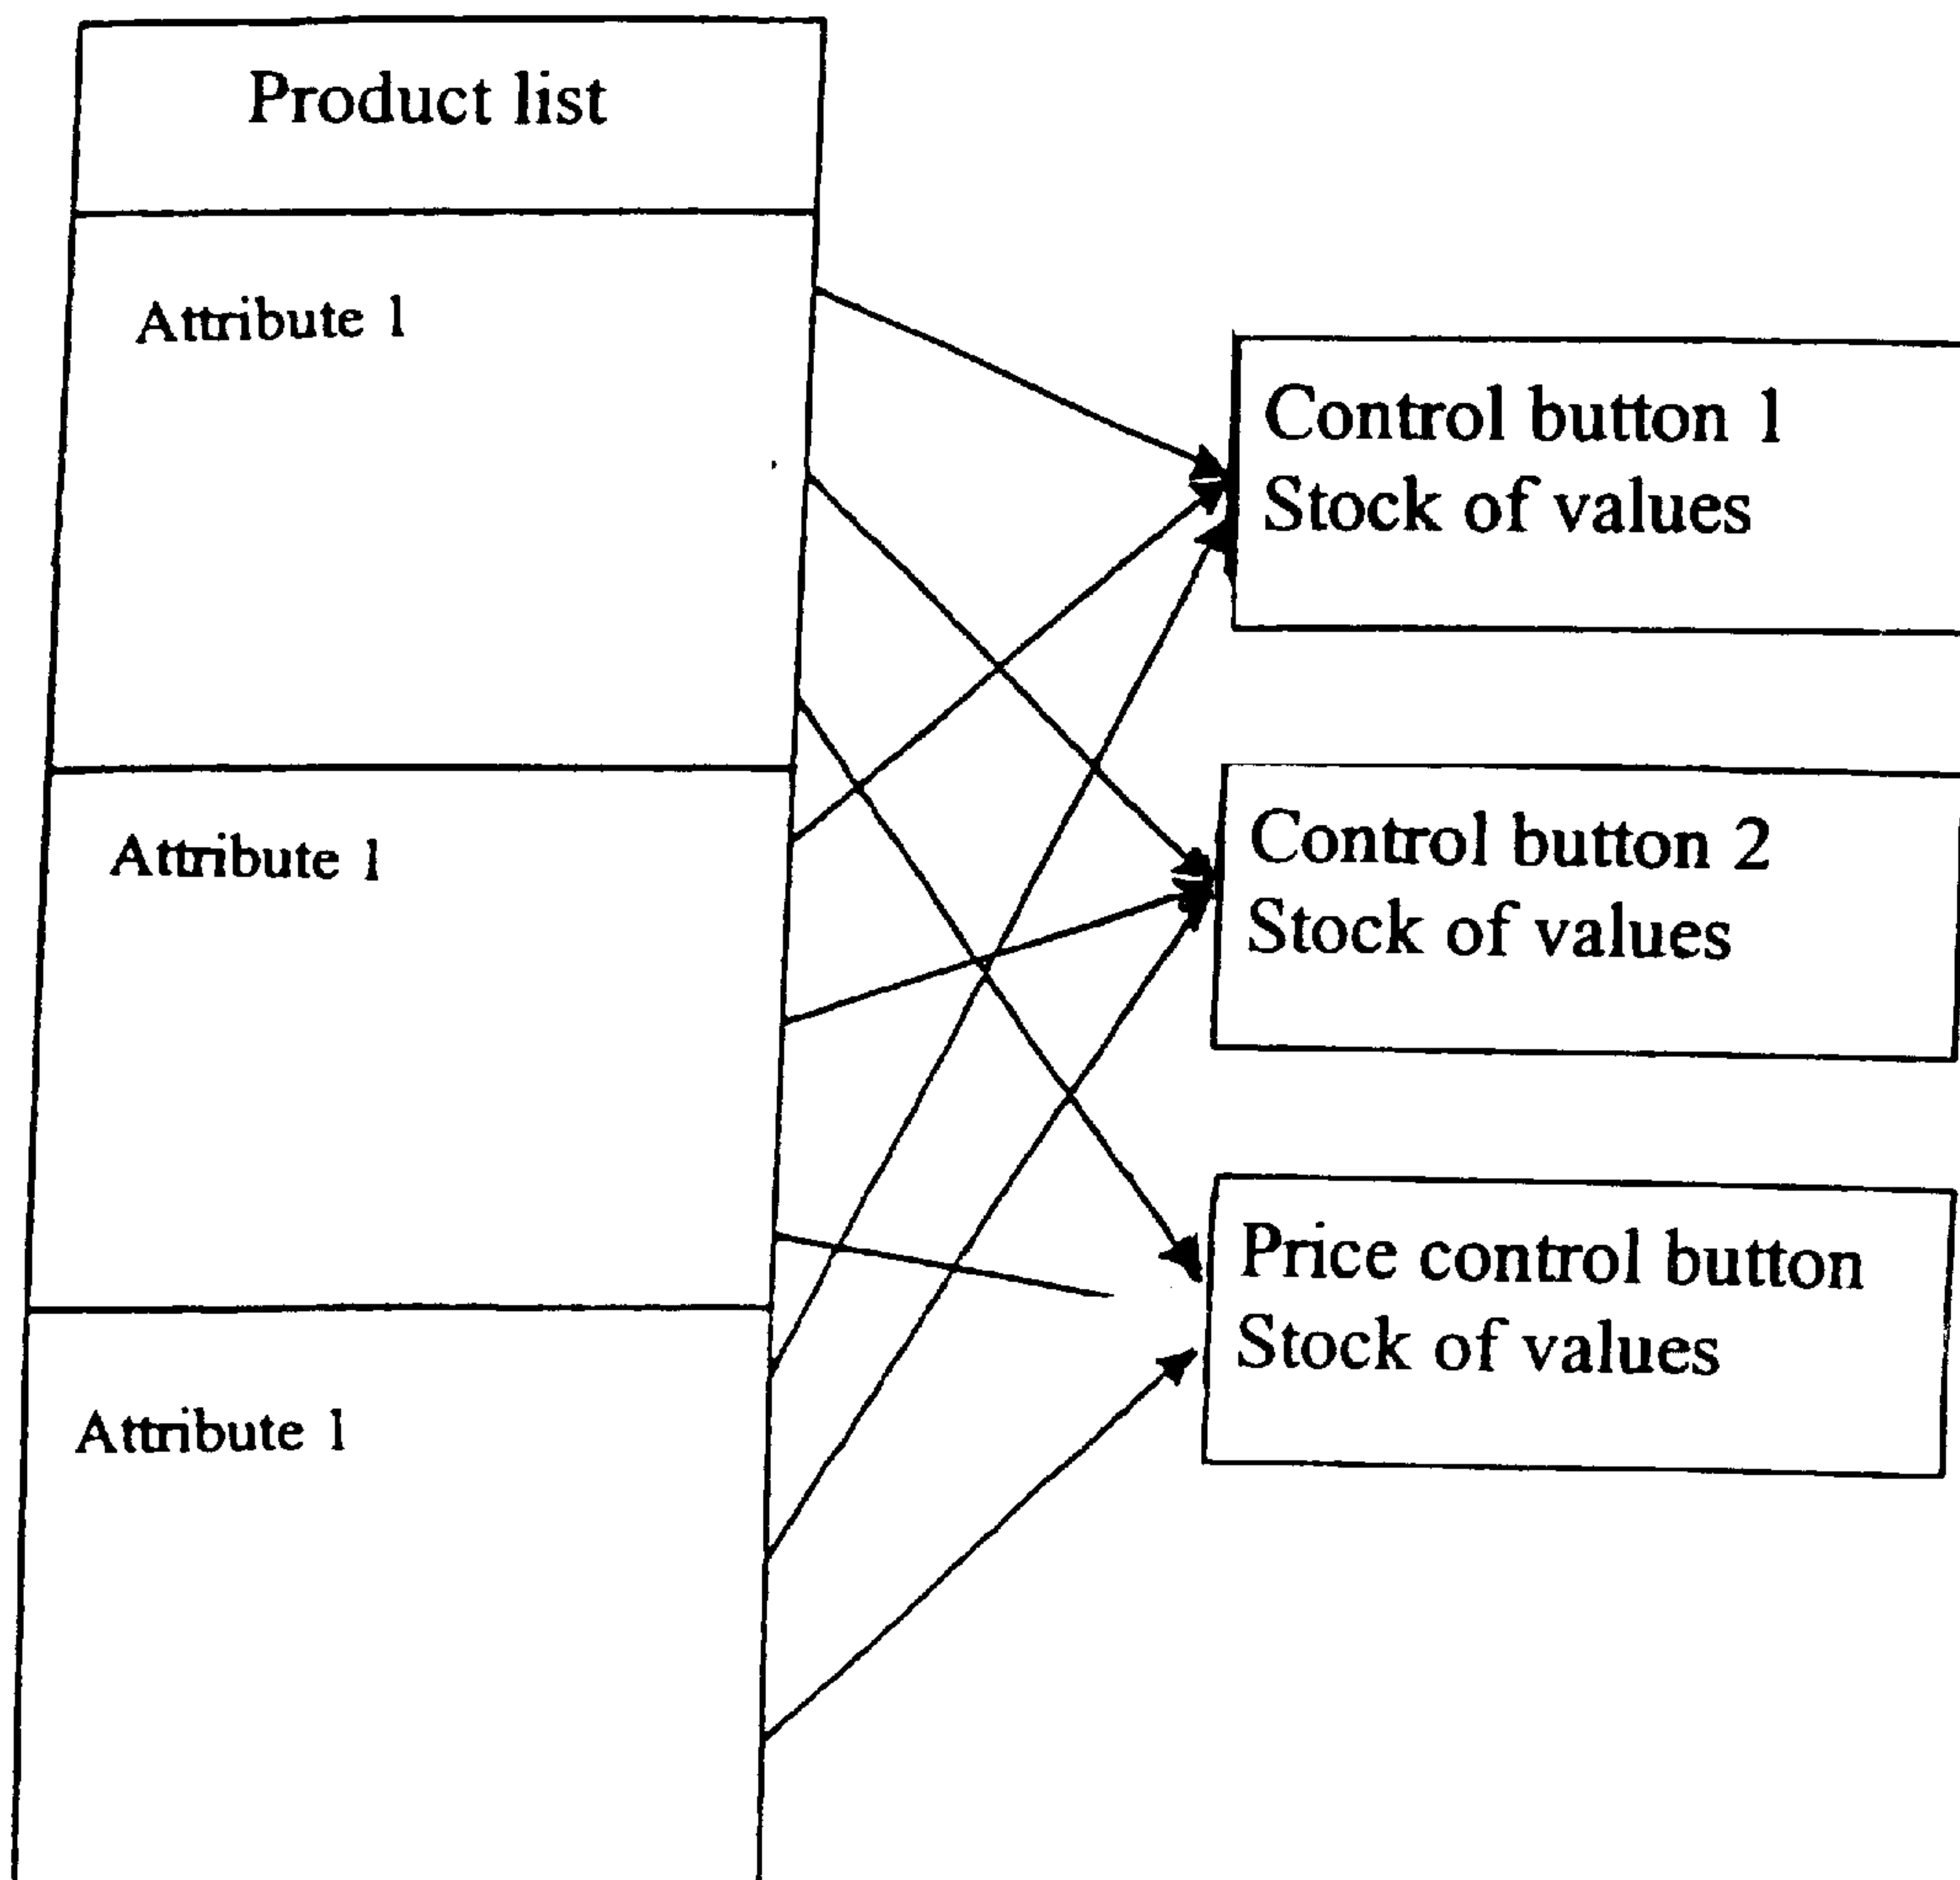 Product list
Attribute 1
Attribute 1
Attribute 1
Control button 1
Stock of values
Control button 2
Stock of values
Price control button
Stock of values